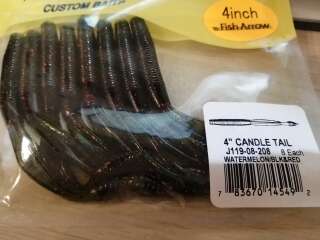 CUSTOM BAITS
4inch
by Fish Arrow
4" CANDLE TAIL
J119-08-208 8 Each
WATERMELON/BLK&RED
7 83670 14549 2